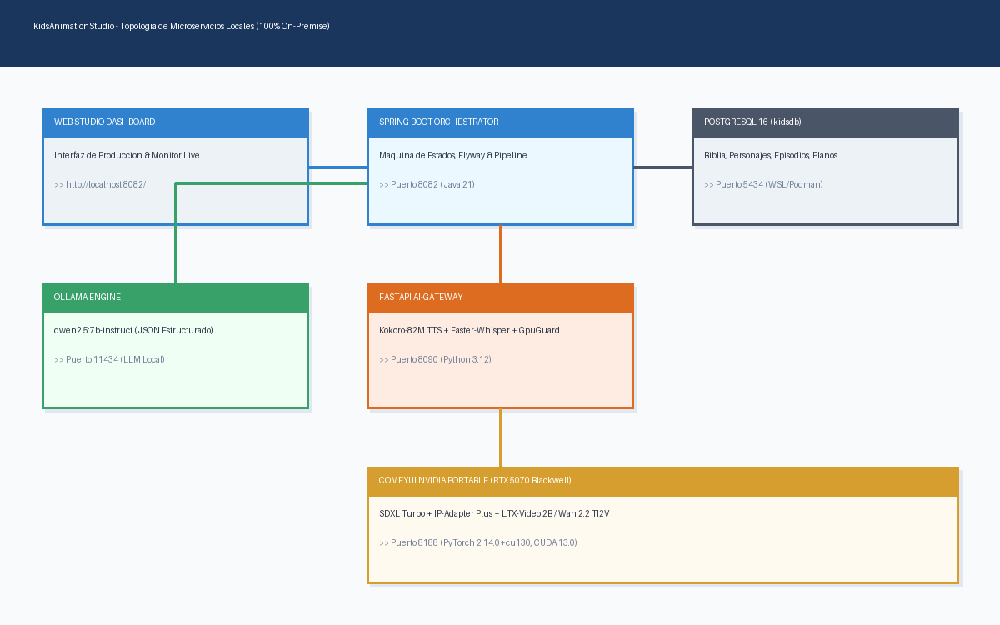 KidsAnimationStudio - Topologia de Microservicios Locales (100% On-Premise)
WEB STUDIO DASHBOARD
Interfaz de Produccion & Monitor Live
>> http://localhost:8082/
SPRING BOOT ORCHESTRATOR
Maquina de Estados, Flyway & Pipeline
>> Puerto 8082 (Java 21)
POSTGRESQL 16 (kidsdb)
Biblia, Personajes, Episodios, Planos
>> Puerto 5434 (WSL/Podman)
OLLAMA ENGINE
qwen2.5:7b-instruct (JSON Estructurado)
>> Puerto 11434 (LLM Local)
FASTAPI AI-GATEWAY
Kokoro-82M TTS + Faster-Whisper + GpuGuard
>> Puerto 8090 (Python 3.12)
COMFYUI NVIDIA PORTABLE (RTX 5070 Blackwell)
SDXL Turbo + IP-Adapter Plus + LTX-Video 2B / Wan 2.2 TI2V
>> Puerto 8188 (PyTorch 2.14.0+cu130, CUDA 13.0)